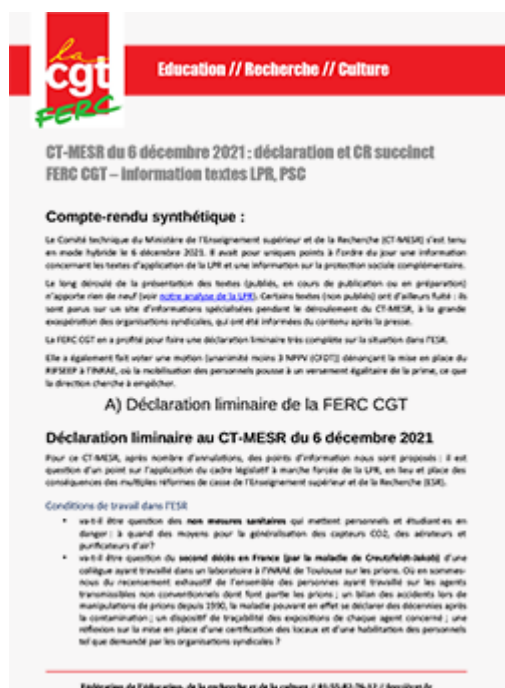 la
cgt
FERC
Education // Recherche // Culture
CT-MESR du 6 décembre 2021 : déclaration et CR succinct
FERC CGT – information textes LPR, PSC
Compte-rendu synthétique :
Le Comité technique du Ministère de l'Enseignement supérieur et de la Recherche (CT-MESR) s'est tenu
en mode hybride le 6 décembre 2021. Il avait pour uniques points à l'ordre du jour une information
concernant les textes d'application de la LPR et une information sur la protection sociale complémentaire.
Le long déroulé de la présentation des textes (publiés, en cours de publication ou en préparation)
n'apporte rien de neuf (voir notre analyse de la LPR). Certains textes (non publiés) ont d'ailleurs fuité : ils
sont parus sur un site d'informations spécialisées pendant le déroulement du CT-MESR, à la grande
exaspération des organisations syndicales, qui ont été informées du contenu après la presse.
La FERC CGT en a profité pour faire une déclaration liminaire très complète sur la situation dans l'ESR.
Elle a également fait voter une motion (unanimité moins 3 NPPV (CFDT)) dénonçant la mise en place du
RIFSEEP à l'INRAE, où la mobilisation des personnels pousse à un versement égalitaire de la prime, ce que
la direction cherche à empêcher.
A) Déclaration liminaire de la FERC CGT
Déclaration liminaire au CT-MESR du 6 décembre 2021
Pour ce CT-MESR, après nombre d'annulations, des points d'information nous sont proposés : il est
question d'un point sur l'application du cadre législatif à marche forcée de la LPR, en lieu et place des
conséquences des multiples réformes de casse de l'Enseignement supérieur et de la Recherche (ESR).
Conditions de travail dans l'ESR
• va-t-il être question des non mesures sanitaires qui mettent personnels et étudiant·es en
danger : à quand des moyens pour la généralisation des capteurs CO2, des aérateurs et
purificateurs d'air?
• va-t-il être question du second décès en France (par la maladie de Creutzfeldt-Jakob) d'une
collègue ayant travaillé dans un laboratoire à l'INRAE de Toulouse sur les prions. Où en sommes-
nous du recensement exhaustif de l'ensemble des personnes ayant travaillé sur les agents
transmissibles non conventionnels dont font partie les prions ; un bilan des accidents lors de
manipulations de prions depuis 1990, la maladie pouvant en effet se déclarer des décennies après
la contamination ; un dispositif de traçabilité des expositions de chaque agent concerné ; une
réflexion sur la mise en place d'une certification des locaux et d'une habilitation des personnels
tel que demandé par les organisations syndicales ?